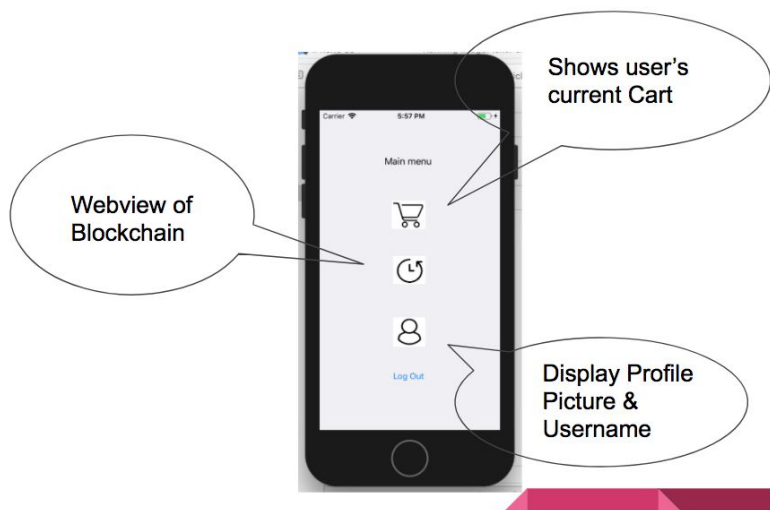 Shows user's
current Cart
Carrier 5:57 PM
Main menu
Webview of
Blockchain
Log Out
Display Profile
Picture &
Username